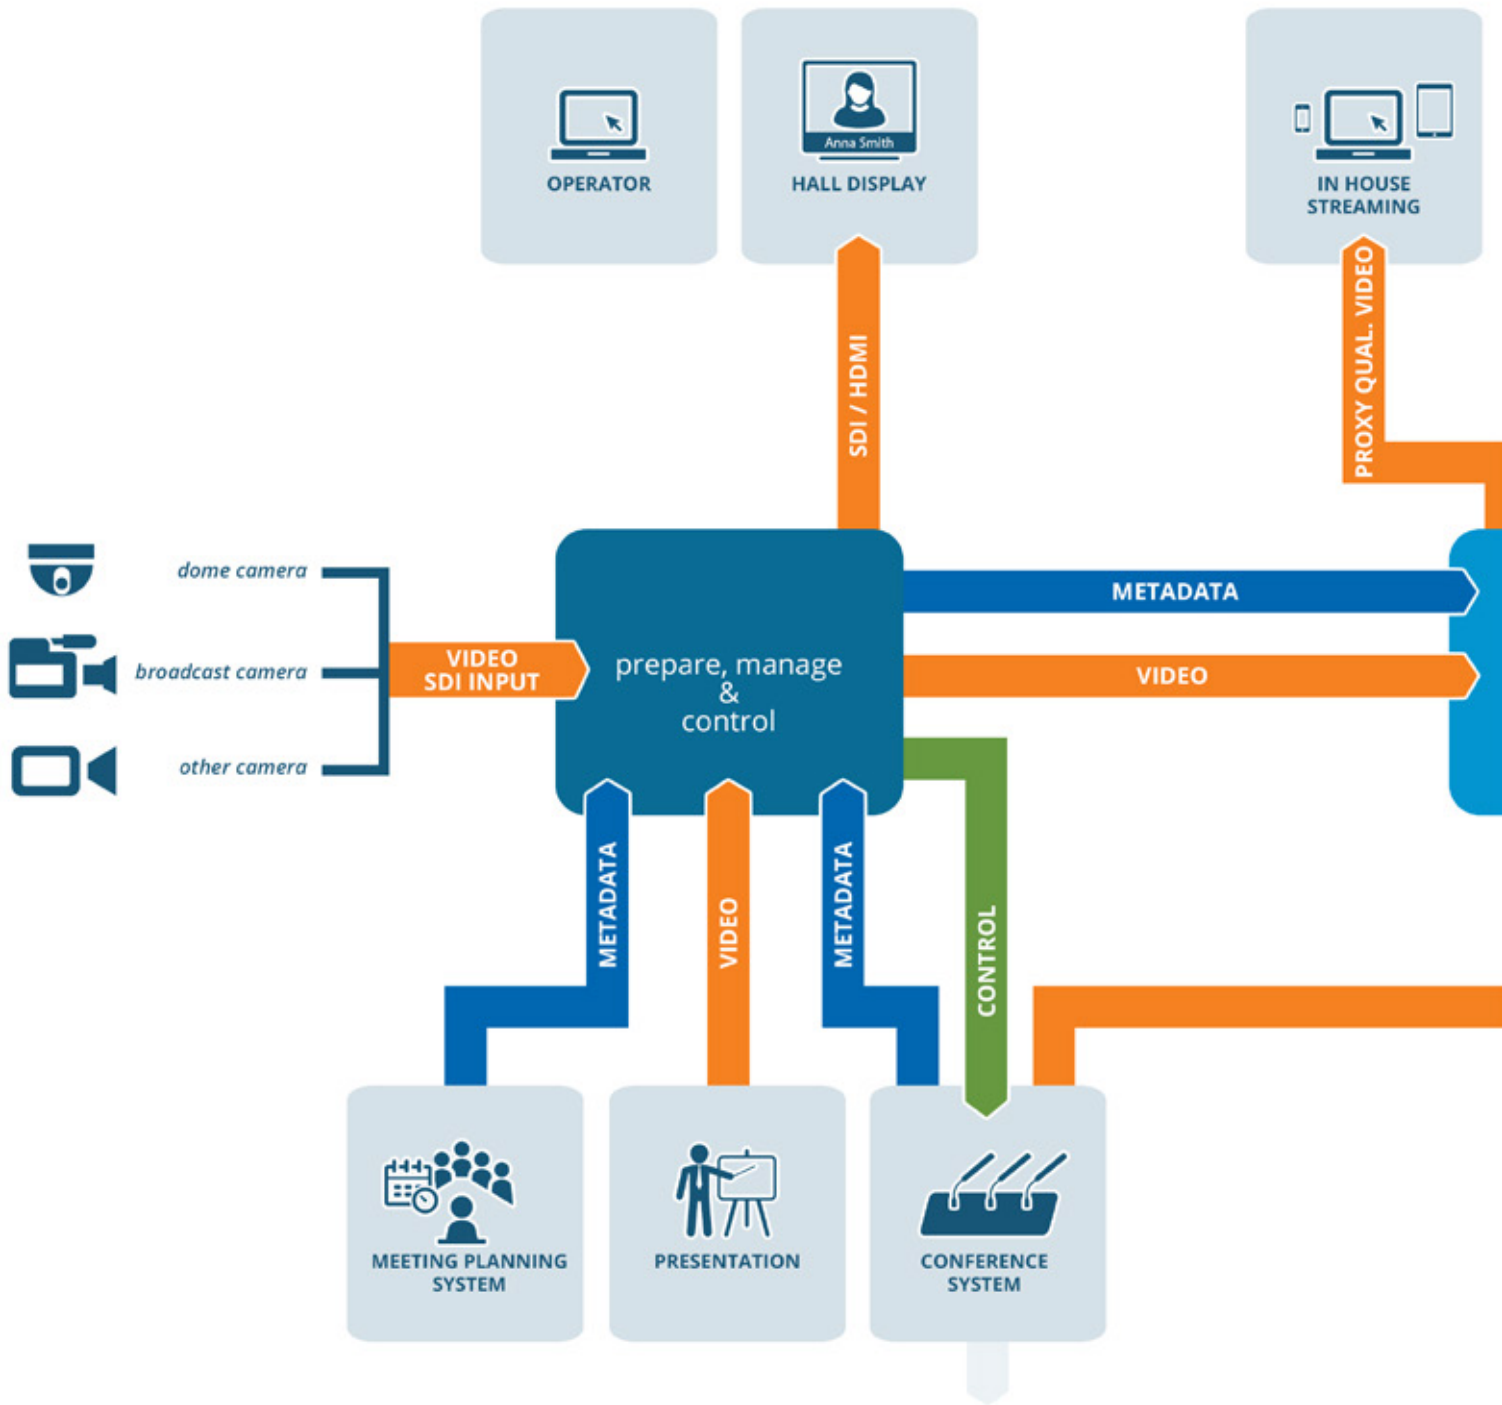 Anna Smith
OPERATOR
HALL DISPLAY
IN HOUSE
STREAMING
SDI / HDMI
PROXY QUAL. VIDEO
dome camera
broadcast camera
other camera
VIDEO
SDI INPUT
prepare, manage
&
control
METADATA
VIDEO
METADATA
VIDEO
METADATA
CONTROL
MEETING PLANNING
SYSTEM
PRESENTATION
CONFERENCE
SYSTEM